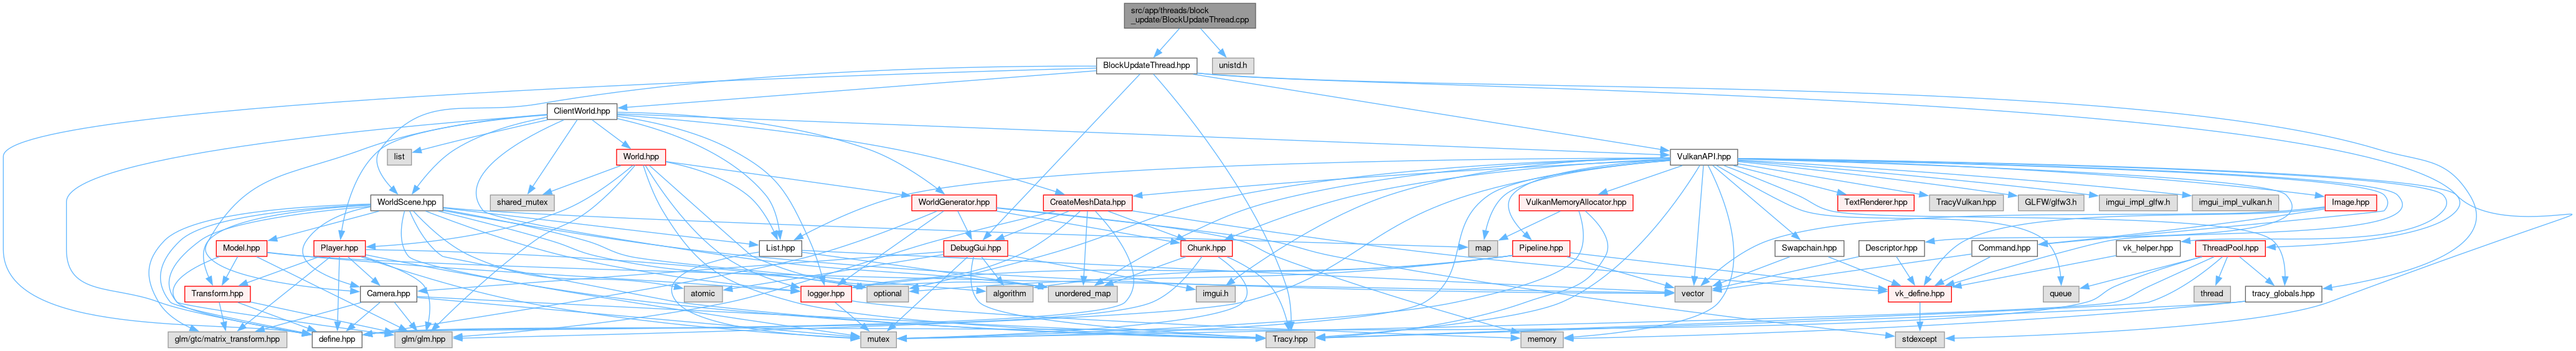 src/app/threads/block
_update/BlockUpdateThread.cpp
BlockUpdateThread.hpp
unistd.h
ClientWorld.hpp
list
World.hpp
VulkanAPI.hpp
WorldScene.hpp
shared_mutex
WorldGenerator.hpp
CreateMeshData.hpp
VulkanMemoryAllocator.hpp
TextRenderer.hpp
TracyVulkan.hpp
GLFW/glfw3.h
imgui_impl_glfw.h
imgui_impl_vulkan.h
Image.hpp
Model.hpp
Player.hpp
List.hpp
DebugGui.hpp
Chunk.hpp
map
Pipeline.hpp
Swapchain.hpp
Descriptor.hpp
Command.hpp
vk_helper.hpp
ThreadPool.hpp
Transform.hpp
Camera.hpp
atomic
logger.hpp
optional
algorithm
unordered_map
imgui.h
vector
vk_define.hpp
queue
thread
tracy_globals.hpp
glm/gtc/matrix_transform.hpp
define.hpp
glm/glm.hpp
mutex
Tracy.hpp
memory
stdexcept